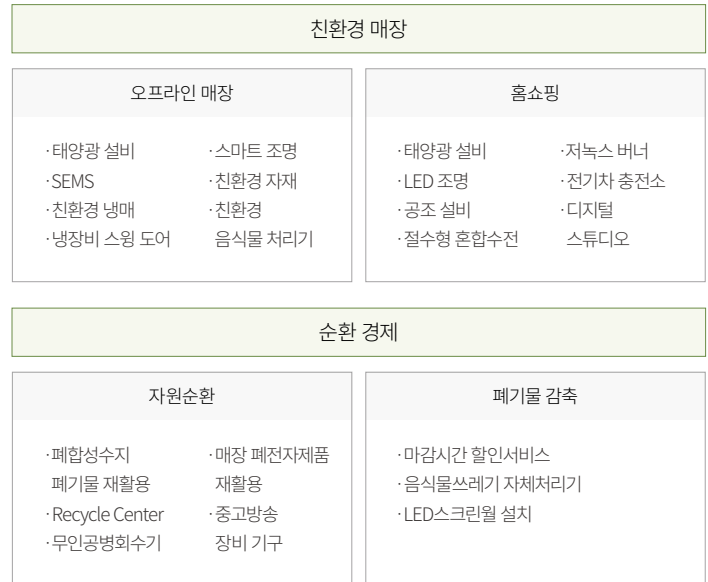 친환경 매장
오프라인 매장
·태양광 설비
·SEMS
·친환경 냉매
·냉장비 스윙 도어
·스마트 조명
·친환경 자재
·친환경
음식물 처리기
홈쇼핑
·태양광 설비
·LED 조명
·공조 설비
·절수형 혼합수전
·저녹스 버너
·전기차 충전소
·디지털
스튜디오
순환 경제
자원순환
·폐합성수지
폐기물 재활용
·Recycle Center
·무인공병회수기
·매장 폐전자제품
재활용
·중고방송
장비 기구
폐기물 감축
·마감시간 할인서비스
·음식물쓰레기 자체처리기
·LED스크린월 설치